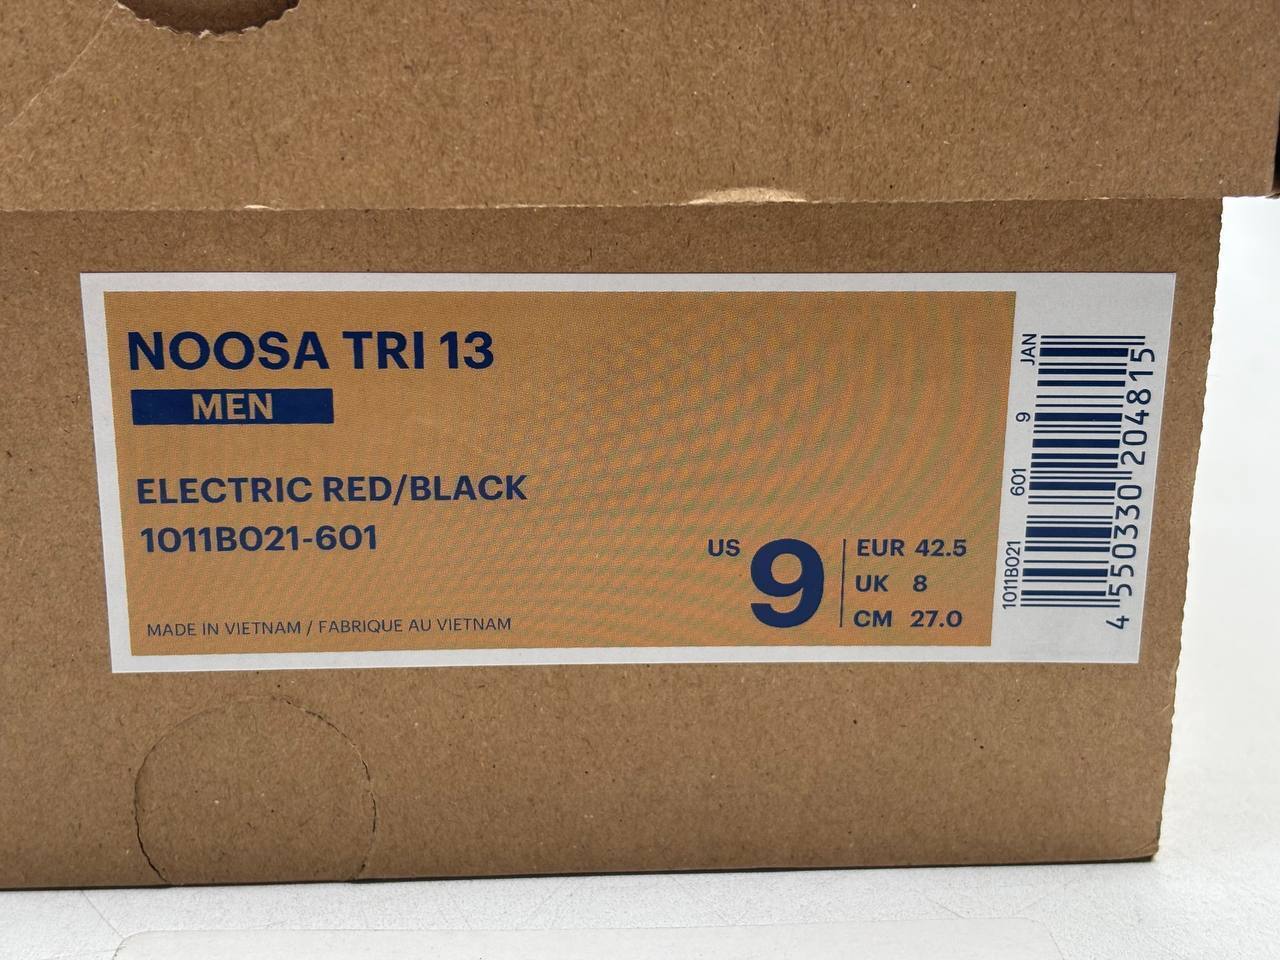 NOOSA TRI 13
MEN
ELECTRIC RED/BLACK
1011B021-601
MADE IN VIETNAM / FABRIQUE AU VIETNAM
US 9
EUR 42.5
UK 8
CM 27.0
1011B021 601 9 JAN
4 550330 204815